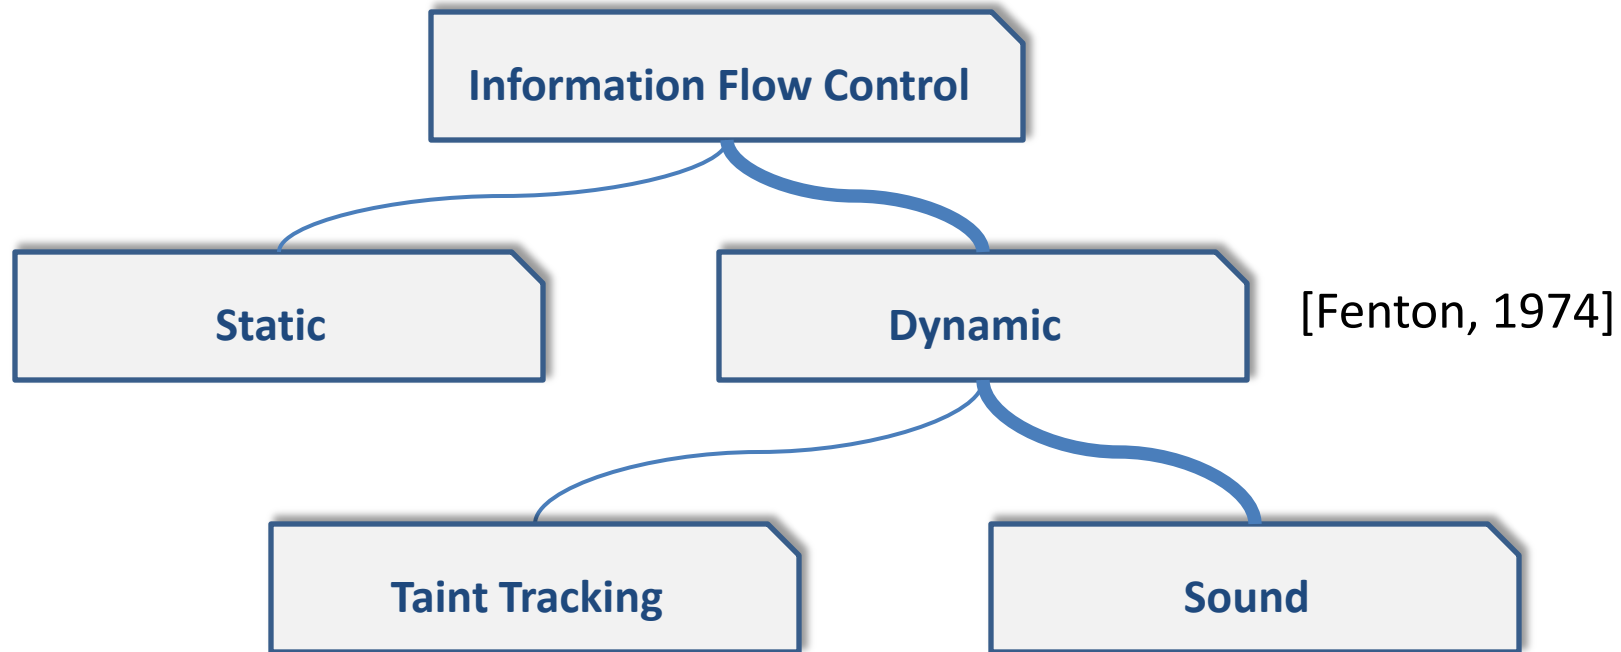 Information Flow Control
Static
Dynamic
[Fenton, 1974]
Taint Tracking
Sound